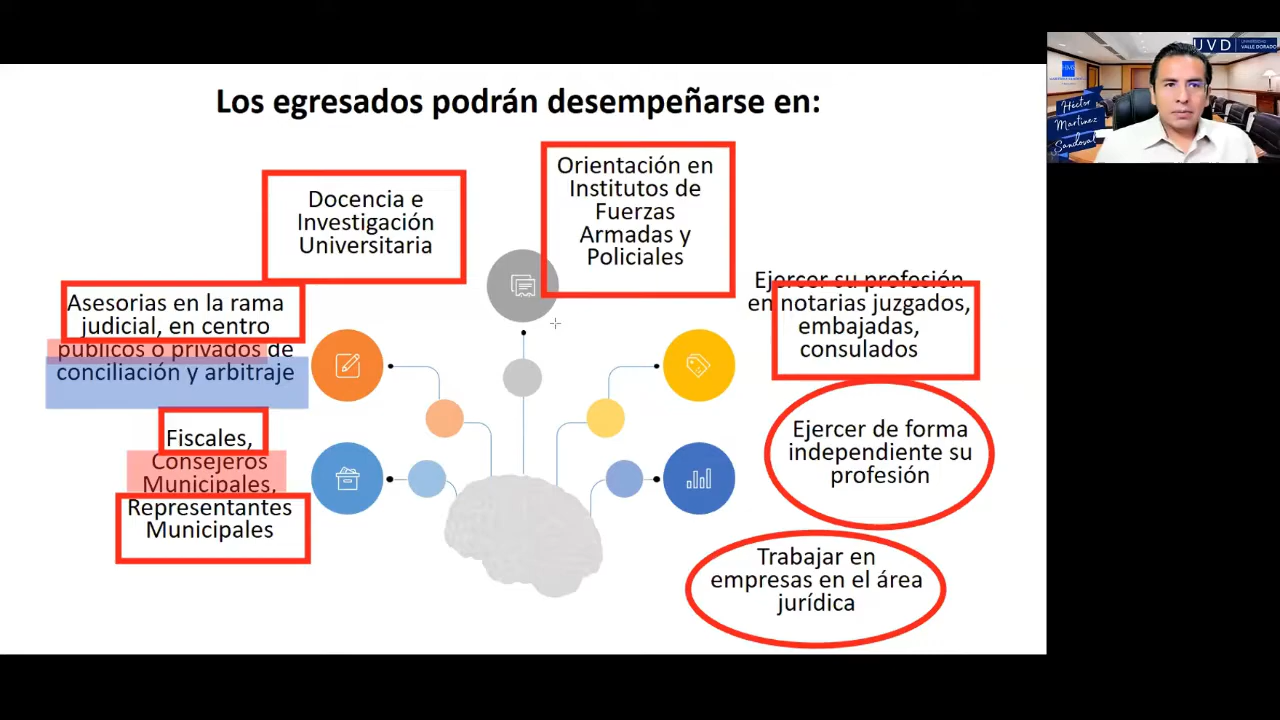 Los egresados podrán desempeñarse en:
Docencia e
Investigación
Universitaria
Orientación en
Institutos de
Fuerzas
Armadas y
Policiales
Asesorias en la rama
judicial, en centro
publicos o privados de
conciliación y arbitraje
Ejercer su profesión
en notarias juzgados,
embajadas,
consulados
Fiscales,
Consejeros
Municipales,
Representantes
Municipales
Ejercer de forma
independiente su
profesión
Trabajar en
empresas en el área
jurídica
UVD
UNIVERSIDAD
VALLE DORADO
Héctor
Martínez
Sandoval